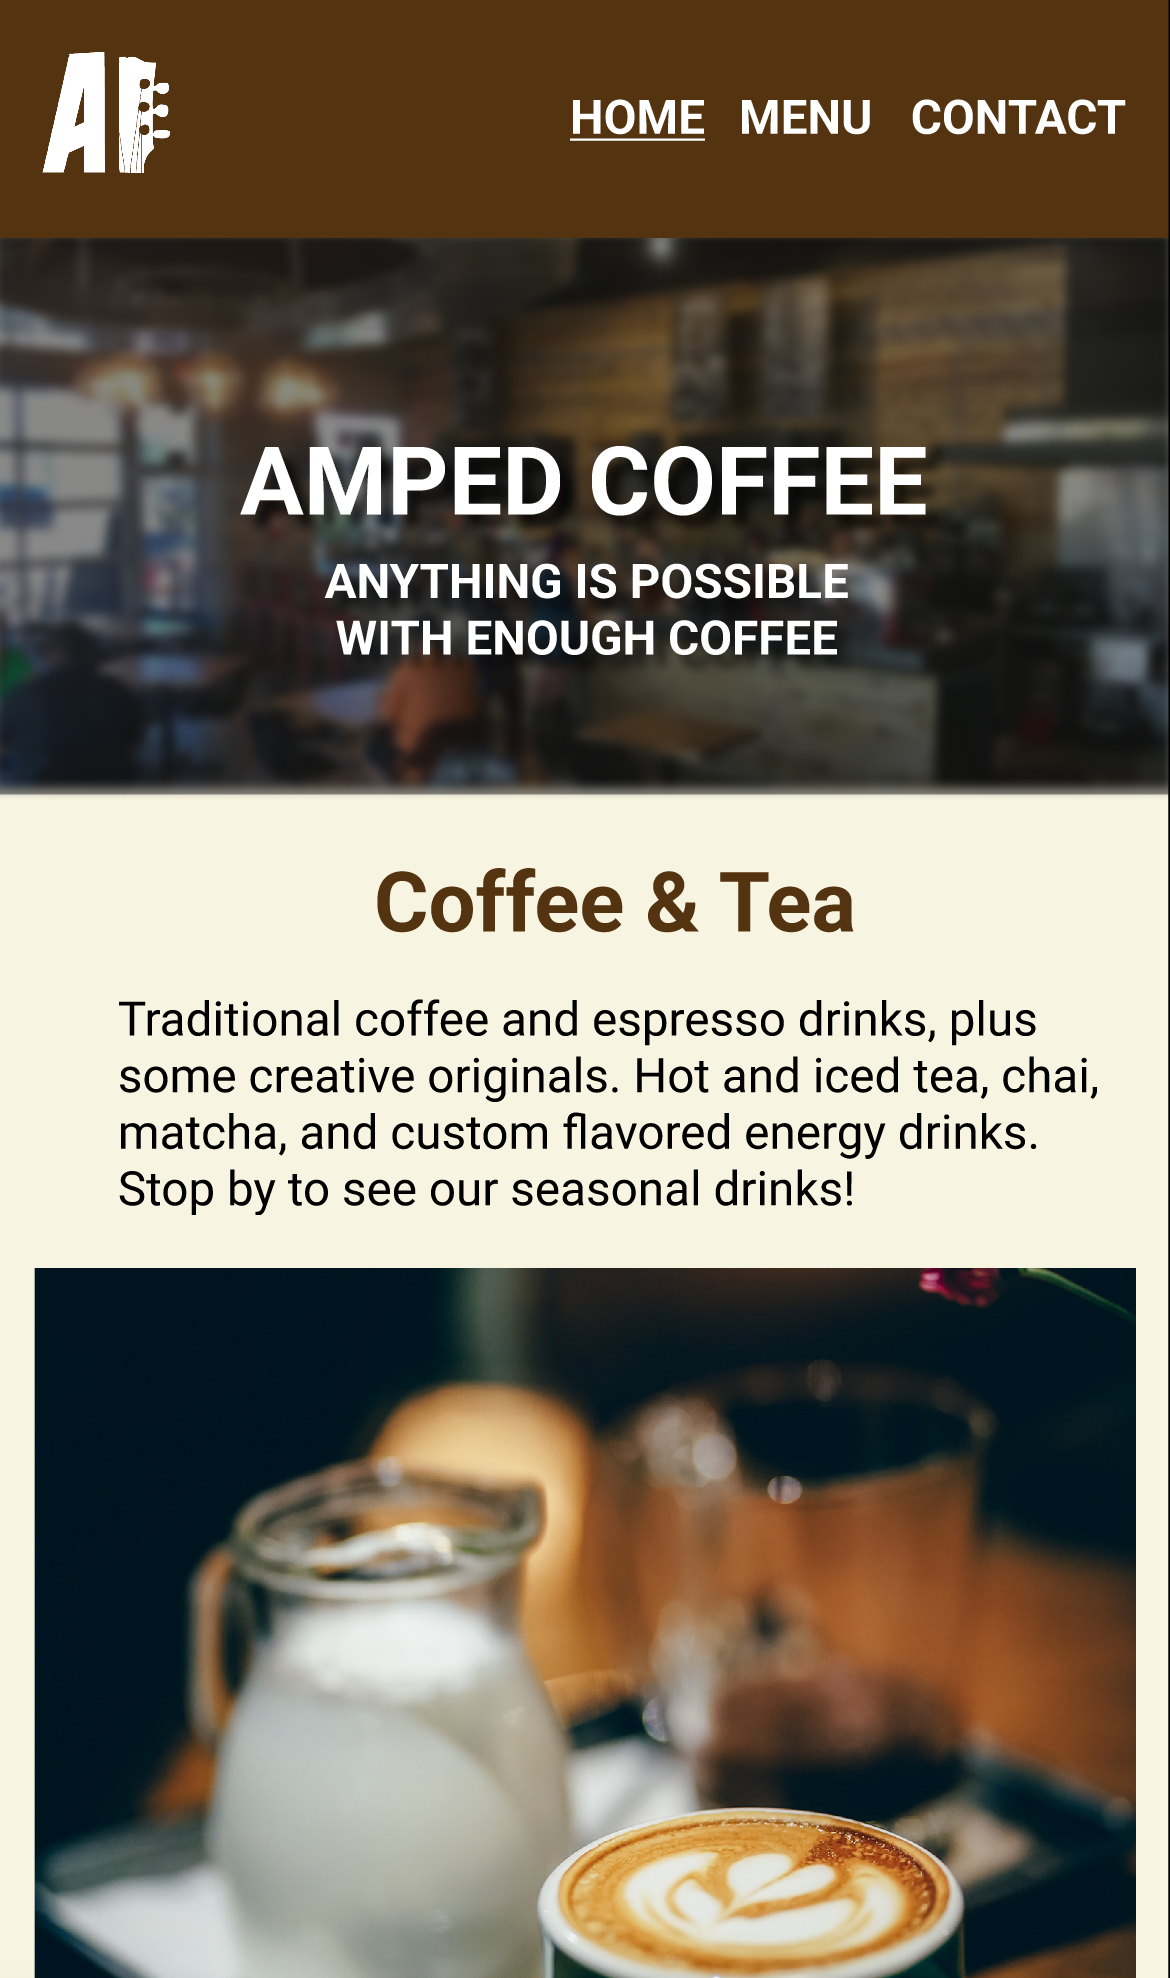 HOME MENU CONTACT
AMPED COFFEE
ANYTHING IS POSSIBLE
WITH ENOUGH COFFEE
Coffee & Tea
Traditional coffee and espresso drinks, plus
some creative originals. Hot and iced tea, chai,
matcha, and custom flavored energy drinks.
Stop by to see our seasonal drinks!